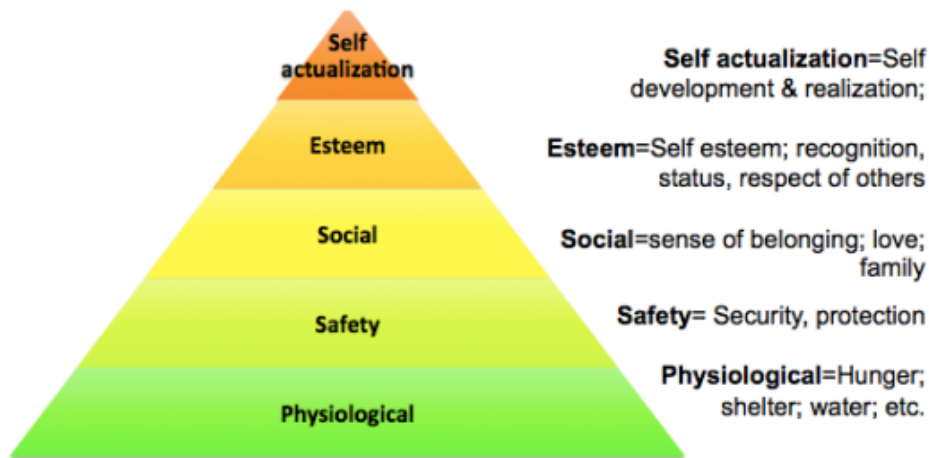 Self
actualization
Esteem
Social
Safety
Physiological
Self actualization=Self
development & realization;
Esteem=Self esteem; recognition,
status, respect of others
Social=sense of belonging; love;
family
Safety= Security, protection
Physiological=Hunger;
shelter; water; etc.